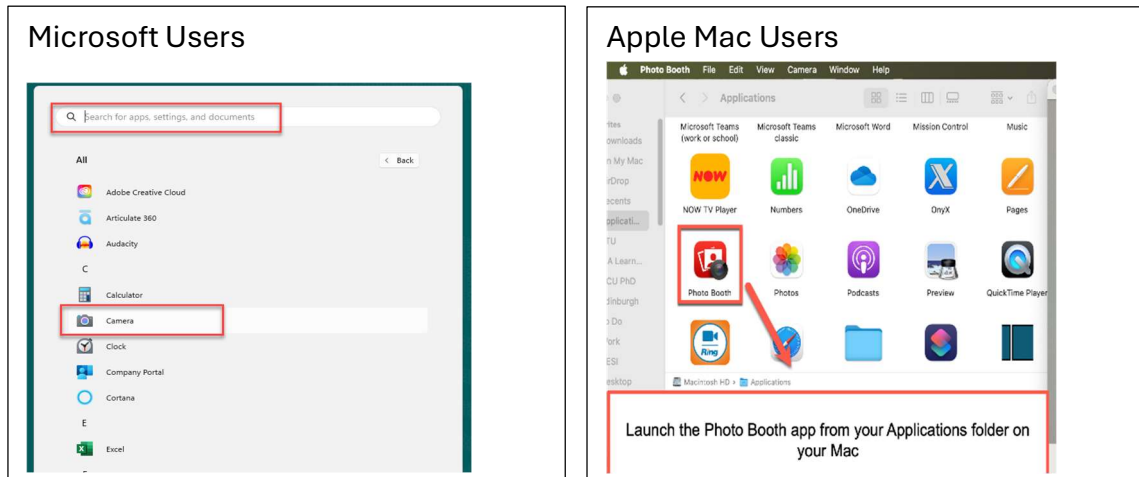 Microsoft Users
Search for apps, settings, and documents
All
< Back
Adobe Creative Cloud
Articulate 360
Audacity
C
Calculator
Camera
Clock
Company Portal
Cortana
E
Excel
Apple Mac Users
Photo Booth File Edit View Camera Window Help
Applications
Microsoft Teams (work or school)
Microsoft Teams classic
Microsoft Word
Mission Control
Music
NOW
NOW TV Player
Numbers
OneDrive
OnyX
Pages
Photo Booth
Photos
Podcasts
Preview
QuickTime Player
Ring
Macintosh HD > Applications
Launch the Photo Booth app from your Applications folder on
your Mac